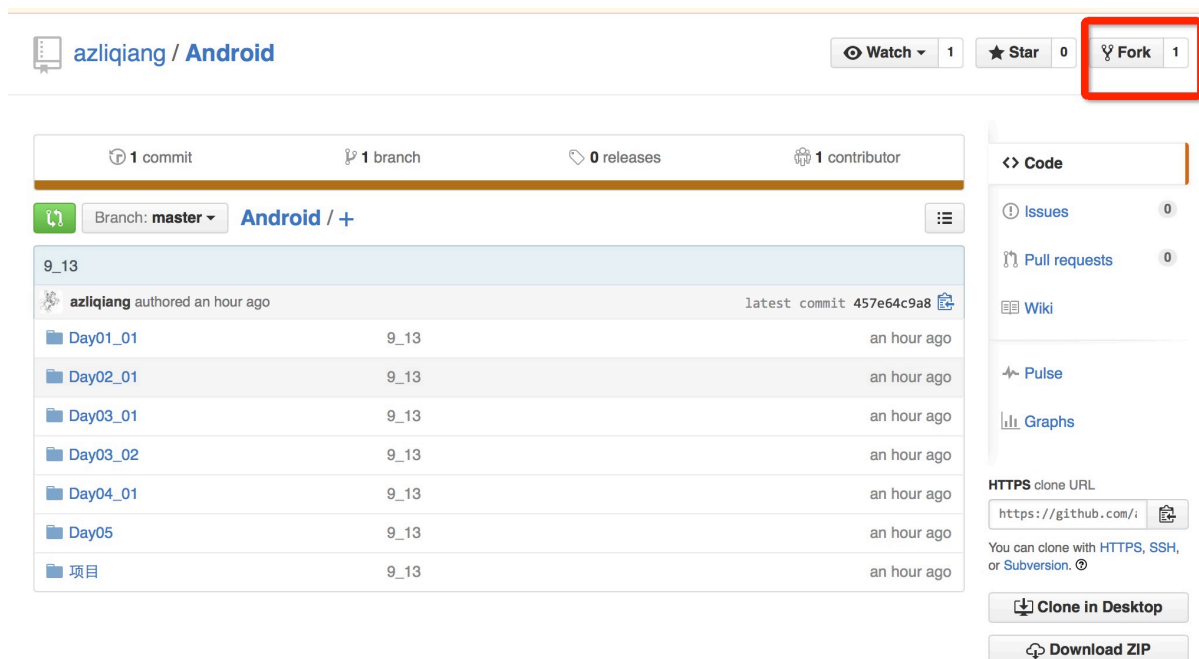 azliqiang / Android
Watch 1 Star 0 Fork 1
1 commit 1 branch 0 releases 1 contributor
Branch: master Android / +
9_13
azliqiang authored an hour ago latest commit 457e64c9a8
Day01_01 9_13 an hour ago
Day02_01 9_13 an hour ago
Day03_01 9_13 an hour ago
Day03_02 9_13 an hour ago
Day04_01 9_13 an hour ago
Day05 9_13 an hour ago
项目 9_13 an hour ago
Code
Issues 0
Pull requests 0
Wiki
Pulse
Graphs
HTTPS clone URL
https://github.com/
You can clone with HTTPS, SSH,
or Subversion.
Clone in Desktop
Download ZIP